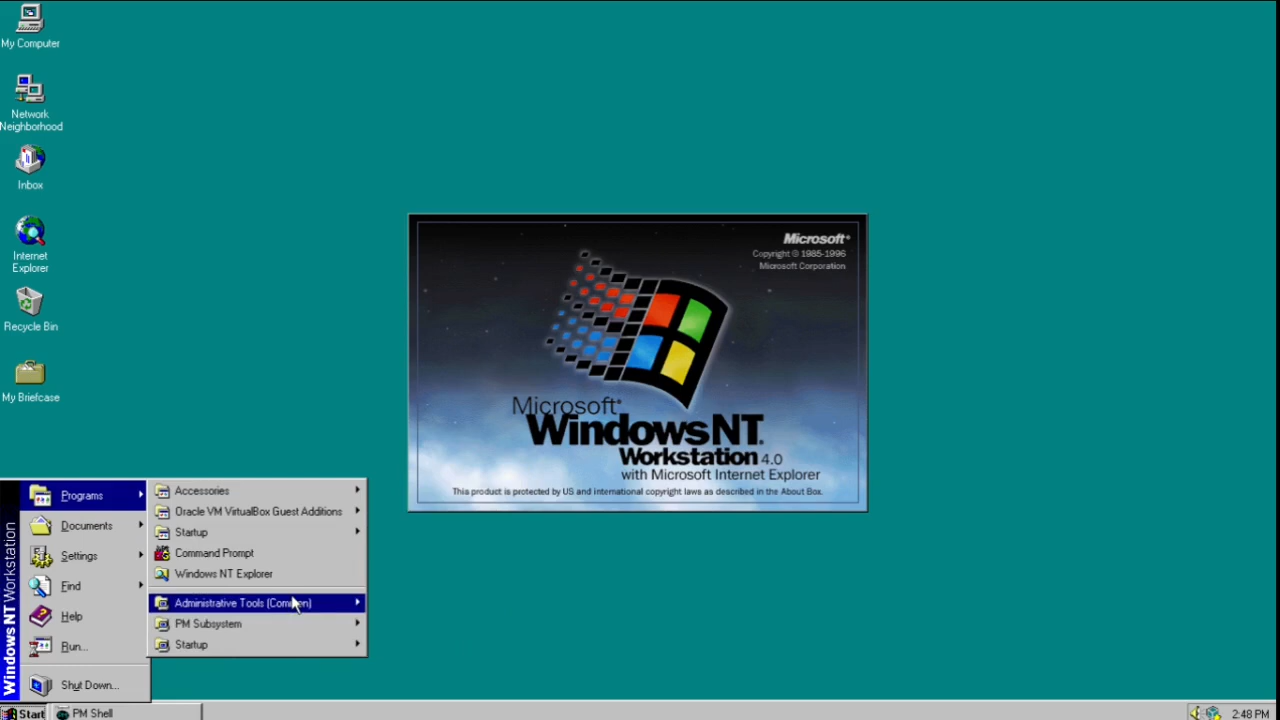 My Computer
Network
Neighborhood
Inbox
Internet
Explorer
Recycle Bin
My Briefcase
Microsoft®
Copyright © 1985-1996
Microsoft Corporation
Microsoft®
Windows NT®
Workstation 4.0
with Microsoft Internet Explorer
This product is protected by US and international copyright laws as described in the About Box.
Windows NT Workstation
Programs
Documents
Settings
Find
Help
Run...
Shut Down...
Accessories
Oracle VM VirtualBox Guest Additions
Startup
Command Prompt
Windows NT Explorer
Administrative Tools (Common)
PM Subsystem
Startup
Start
PM Shell
2:48 PM